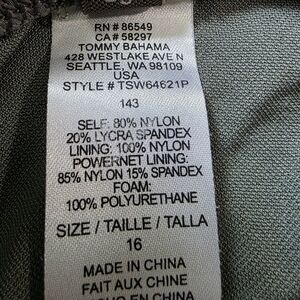 RN# 86549
CA# 58297
TOMMY BAHAMA
428 WESTLAKE AVE N
SEATTLE, WA 98109
USA
STYLE # TSW64621P
143
SELF: 80% NYLON
20% LYCRA SPANDEX
LINING: 100% NYLON
POWERNET LINING:
85% NYLON 15% SPANDEX
FOAM:
100% POLYURETHANE
SIZE / TAILLE / TALLA
16
MADE IN CHINA
FAIT AUX CHINE
EN CHINA